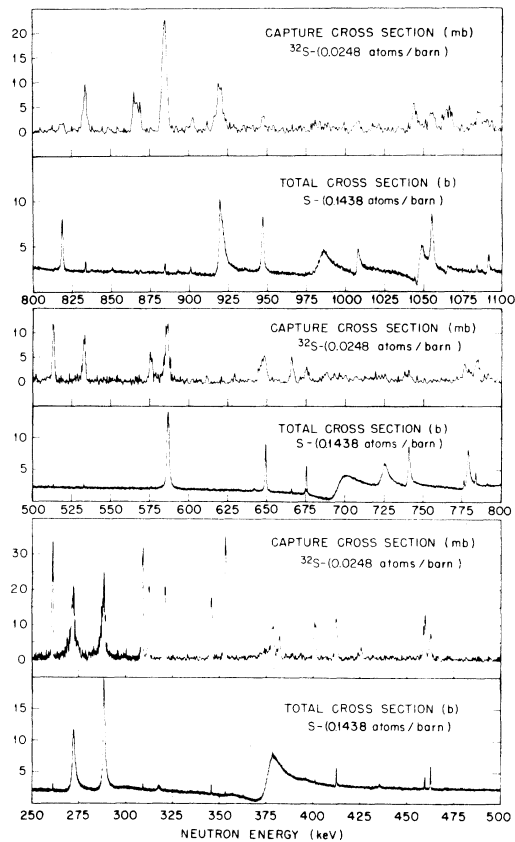 CAPTURE CROSS SECTION (mb)
³²S-(0.0248 atoms/barn)
20
15
10
5
0
TOTAL CROSS SECTION (b)
S-(0.1438 atoms/barn)
10
5
800 825 850 875 900 925 950 975 1000 1025 1050 1075 1100
CAPTURE CROSS SECTION (mb)
³²S-(0.0248 atoms/barn)
10
5
0
TOTAL CROSS SECTION (b)
S-(0.1438 atoms/barn)
10
5
500 525 550 575 600 625 650 675 700 725 750 775 800
CAPTURE CROSS SECTION (mb)
³²S-(0.0248 atoms/barn)
30
20
10
0
TOTAL CROSS SECTION (b)
S-(0.1438 atoms/barn)
15
10
5
250 275 300 325 350 375 400 425 450 475 500
NEUTRON ENERGY (keV)